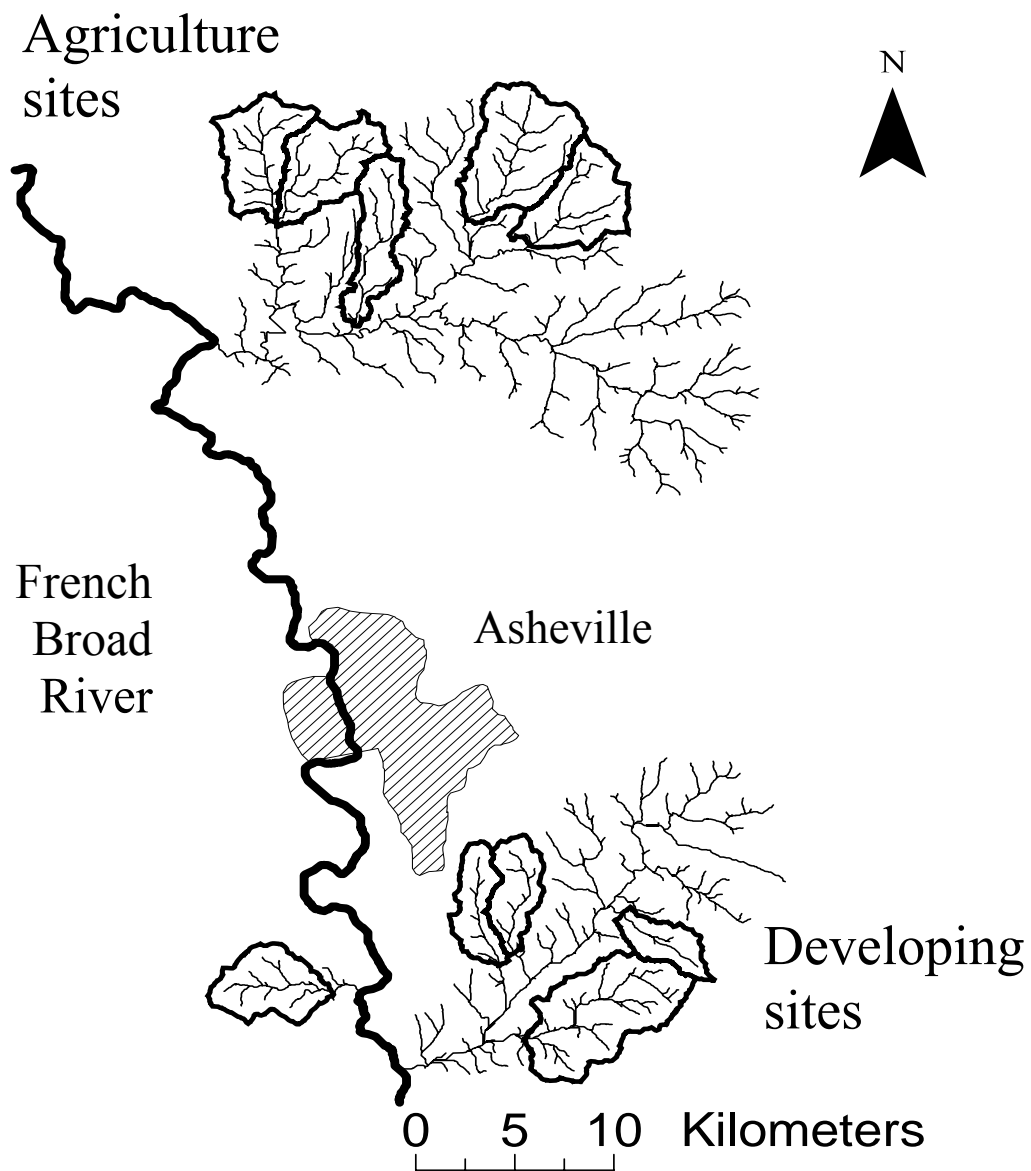 Agriculture
sites
N
French
Broad
River
Asheville
Developing
sites
0 5 10 Kilometers